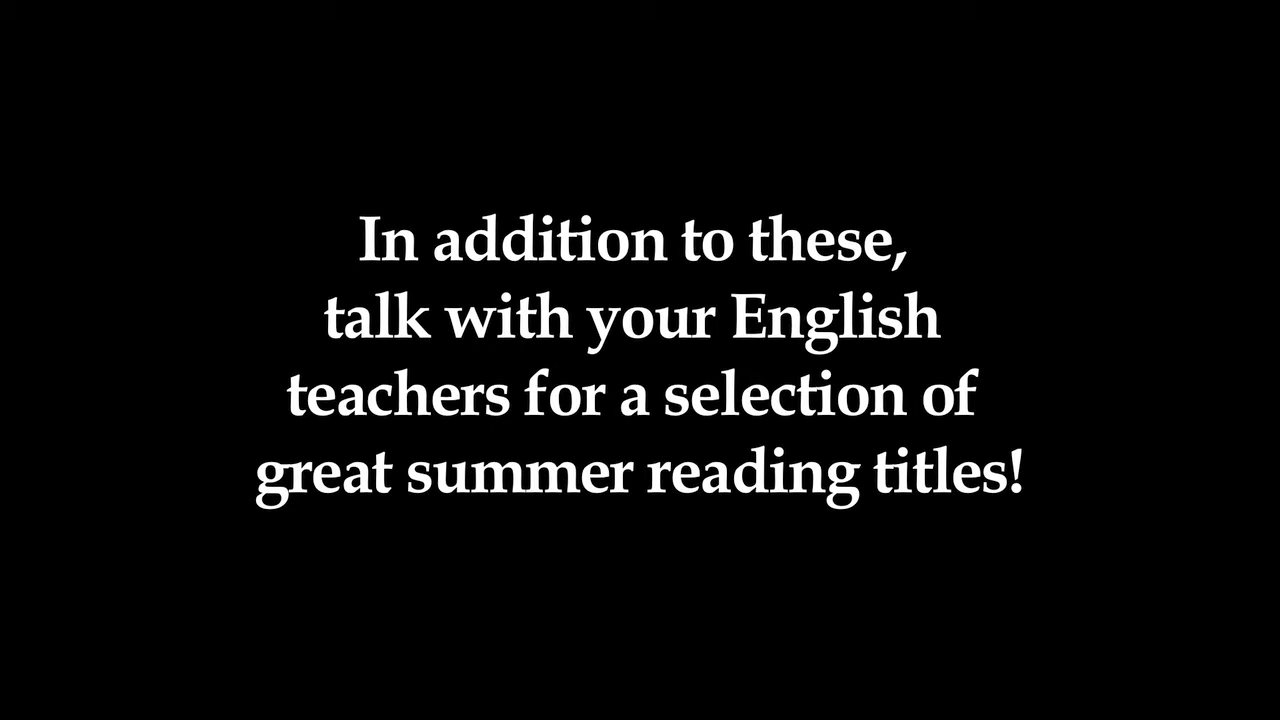 In addition to these,
talk with your English
teachers for a selection of
great summer reading titles!